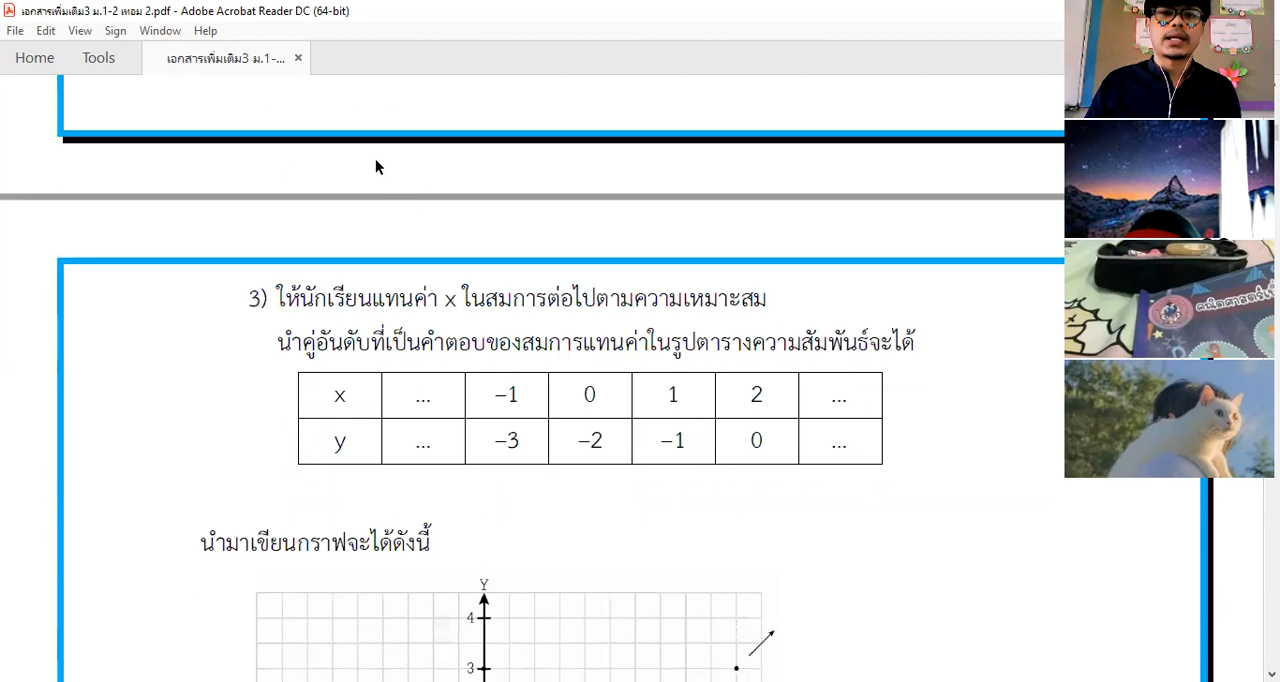 เอกสารเพิ่มเติม3 ม.1-2 เทอม 2.pdf - Adobe Acrobat Reader DC (64-bit)
File Edit View Sign Window Help
Home Tools เอกสารเพิ่มเติม3 ม.1-... ×
3) ให้นักเรียนแทนค่า x ในสมการต่อไปตามความเหมาะสม
นำคู่อันดับที่เป็นคำตอบของสมการแทนค่าในรูปตารางความสัมพันธ์จะได้
x ... –1 0 1 2 ...
y ... –3 –2 –1 0 ...
นำมาเขียนกราฟจะได้ดังนี้
Y
4
3